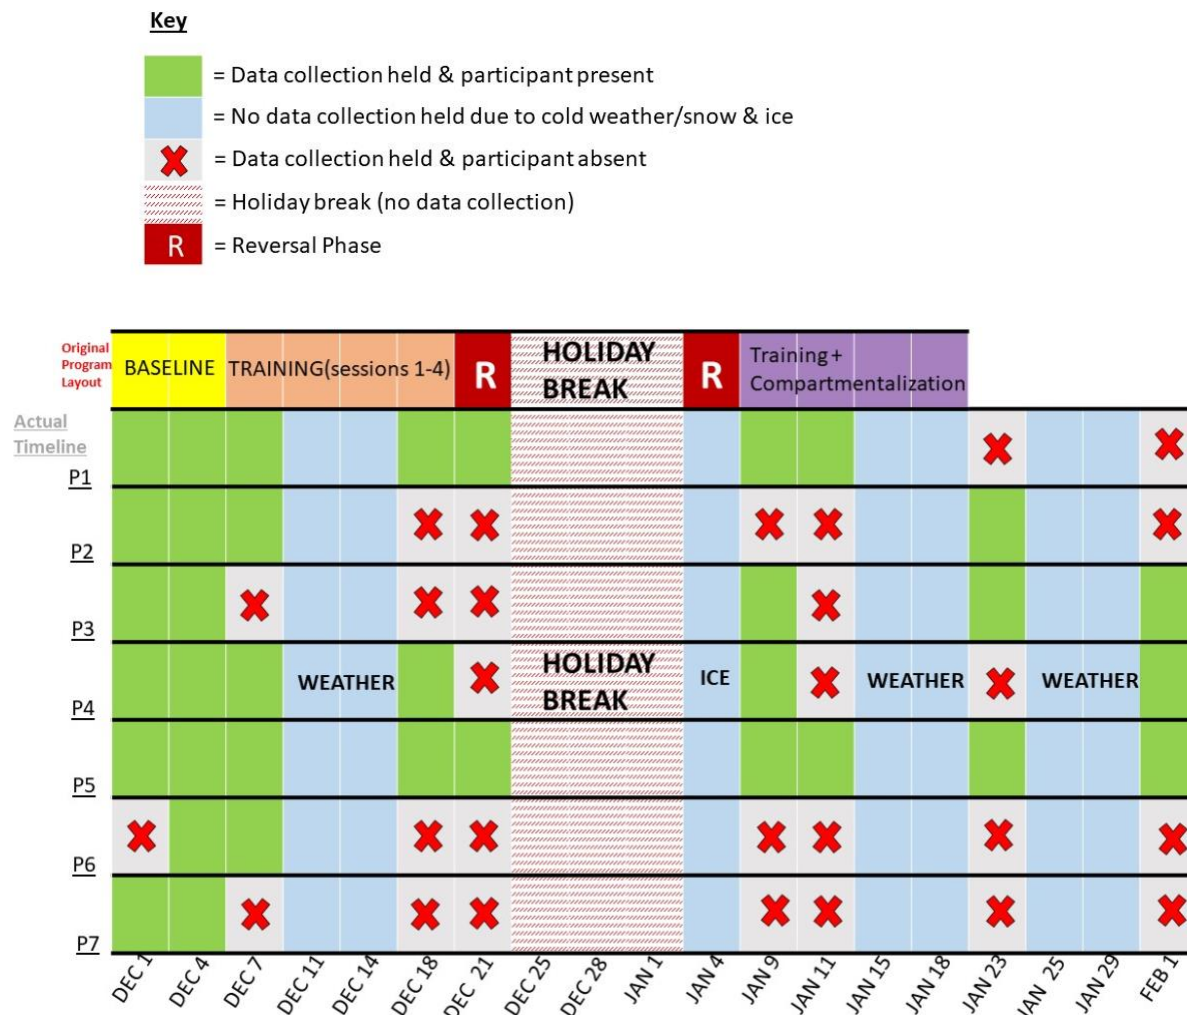 Key
= Data collection held & participant present
= No data collection held due to cold weather/snow & ice
= Data collection held & participant absent
= Holiday break (no data collection)
R = Reversal Phase
Original
Program
Layout
BASELINE
TRAINING(sessions 1-4)
R
HOLIDAY
BREAK
R
Training +
Compartmentalization
Actual
Timeline
P1
P2
P3
P4
WEATHER
HOLIDAY
BREAK
ICE
WEATHER
WEATHER
P5
P6
P7
DEC 1
DEC 4
DEC 7
DEC 11
DEC 14
DEC 18
DEC 21
DEC 25
DEC 28
JAN 1
JAN 4
JAN 9
JAN 11
JAN 15
JAN 18
JAN 23
JAN 25
JAN 29
FEB 1